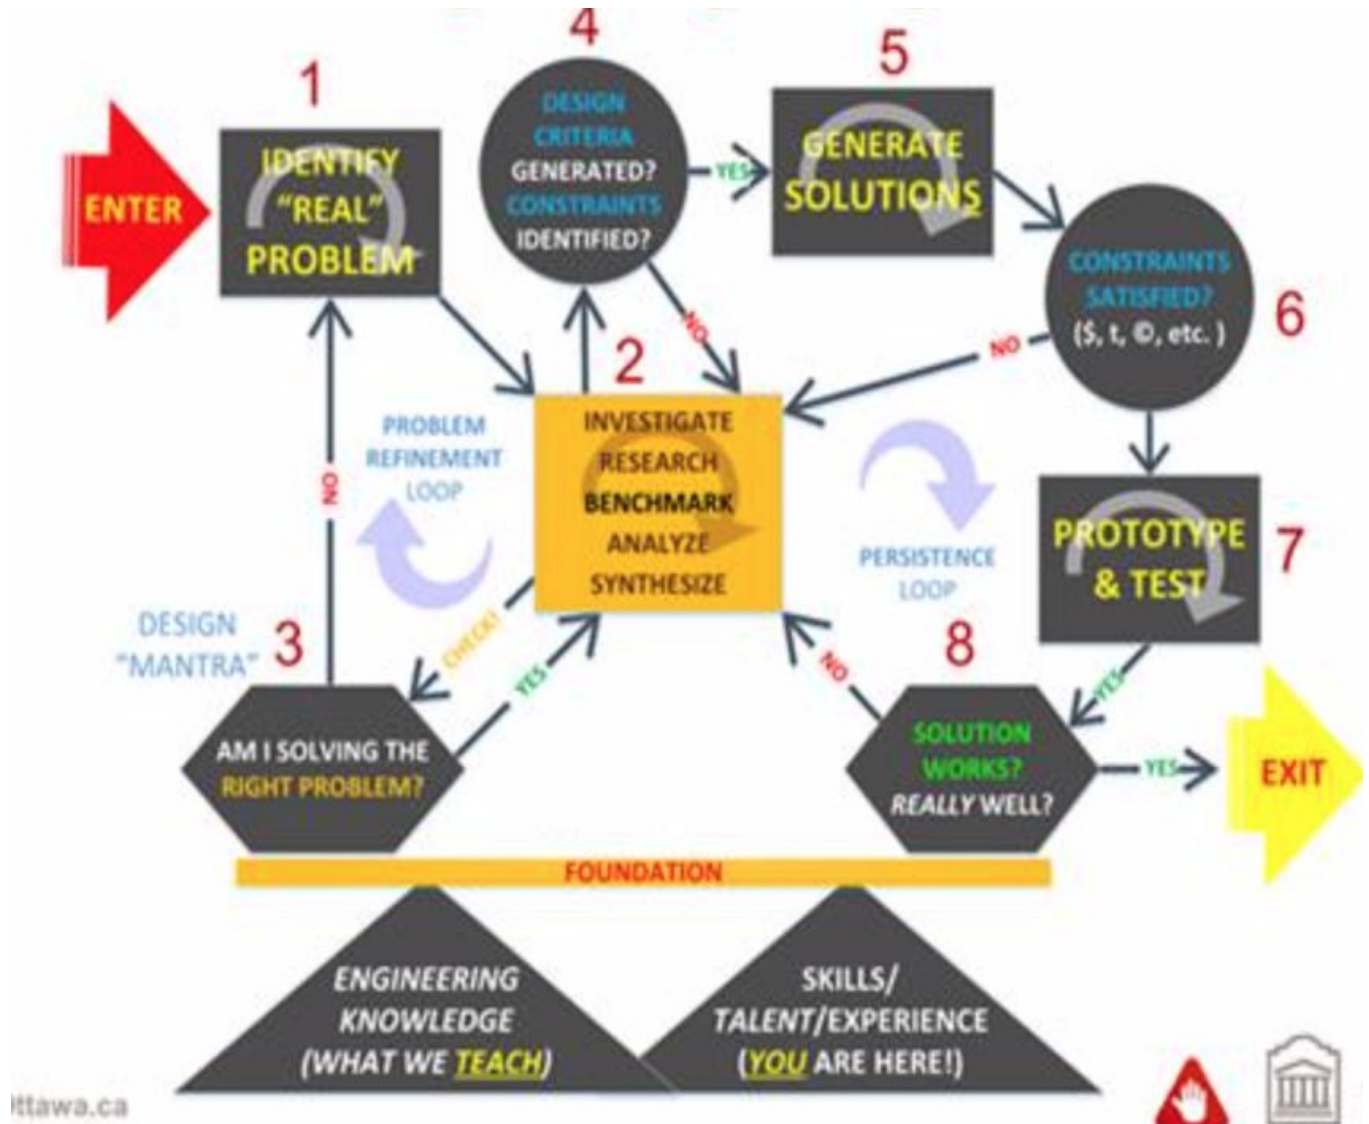 1
ENTER
IDENTIFY
“REAL”
PROBLEM
4
DESIGN
CRITERIA
GENERATED?
CONSTRAINTS
IDENTIFIED?
YES
NO
5
GENERATE
SOLUTIONS
6
CONSTRAINTS
SATISFIED?
($, t, ©, etc. )
NO
2
INVESTIGATE
RESEARCH
BENCHMARK
ANALYZE
SYNTHESIZE
PROBLEM
REFINEMENT
LOOP
NO
CHECK!
YES
PERSISTENCE
LOOP
7
PROTOTYPE
& TEST
YES
DESIGN
“MANTRA”
3
AM I SOLVING THE
RIGHT PROBLEM?
8
SOLUTION
WORKS?
REALLY WELL?
NO
YES
EXIT
FOUNDATION
ENGINEERING
KNOWLEDGE
(WHAT WE TEACH)
SKILLS/
TALENT/EXPERIENCE
(YOU ARE HERE!)
ttawa.ca